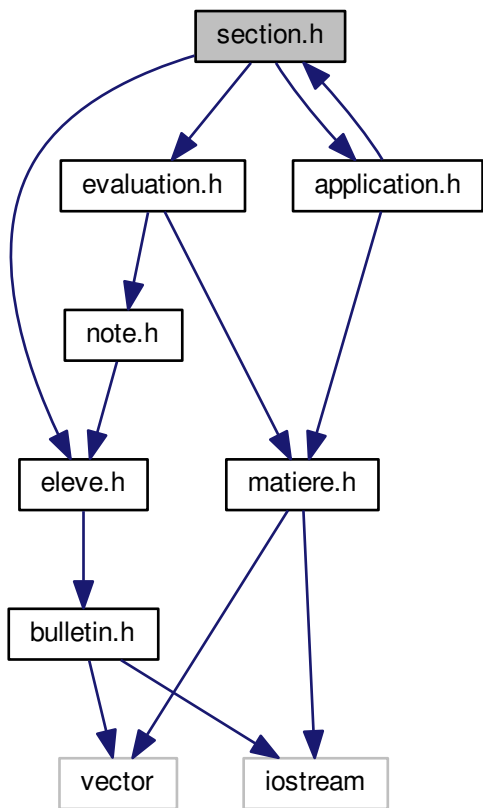 section.h
evaluation.h
application.h
note.h
eleve.h
matiere.h
bulletin.h
vector
iostream